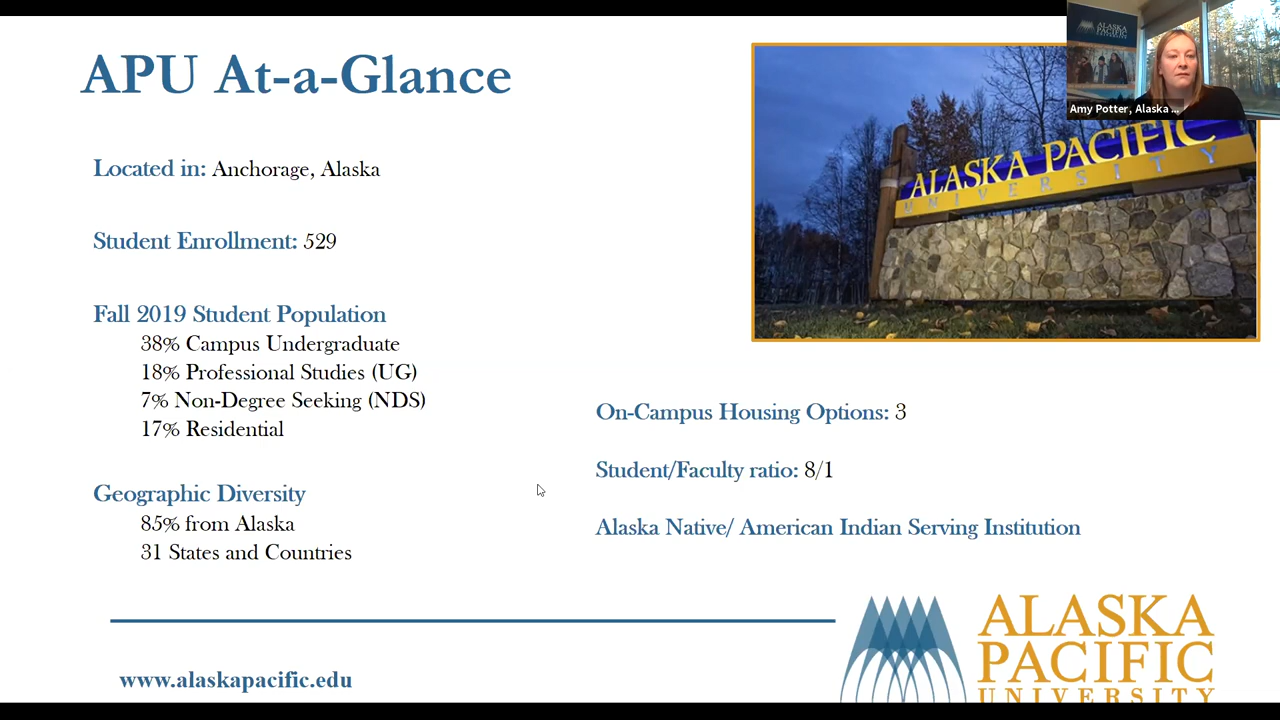 APU At-a-Glance
Located in: Anchorage, Alaska
Student Enrollment: 529
Fall 2019 Student Population
38% Campus Undergraduate
18% Professional Studies (UG)
7% Non-Degree Seeking (NDS)
17% Residential
Geographic Diversity
85% from Alaska
31 States and Countries
www.alaskapacific.edu
ALASKA PACIFIC
UNIVERSITY
ALASKA
PACIFIC
Amy Potter, Alaska ...
On-Campus Housing Options: 3
Student/Faculty ratio: 8/1
Alaska Native/ American Indian Serving Institution
ALASKA
PACIFIC
UNIVERSITY